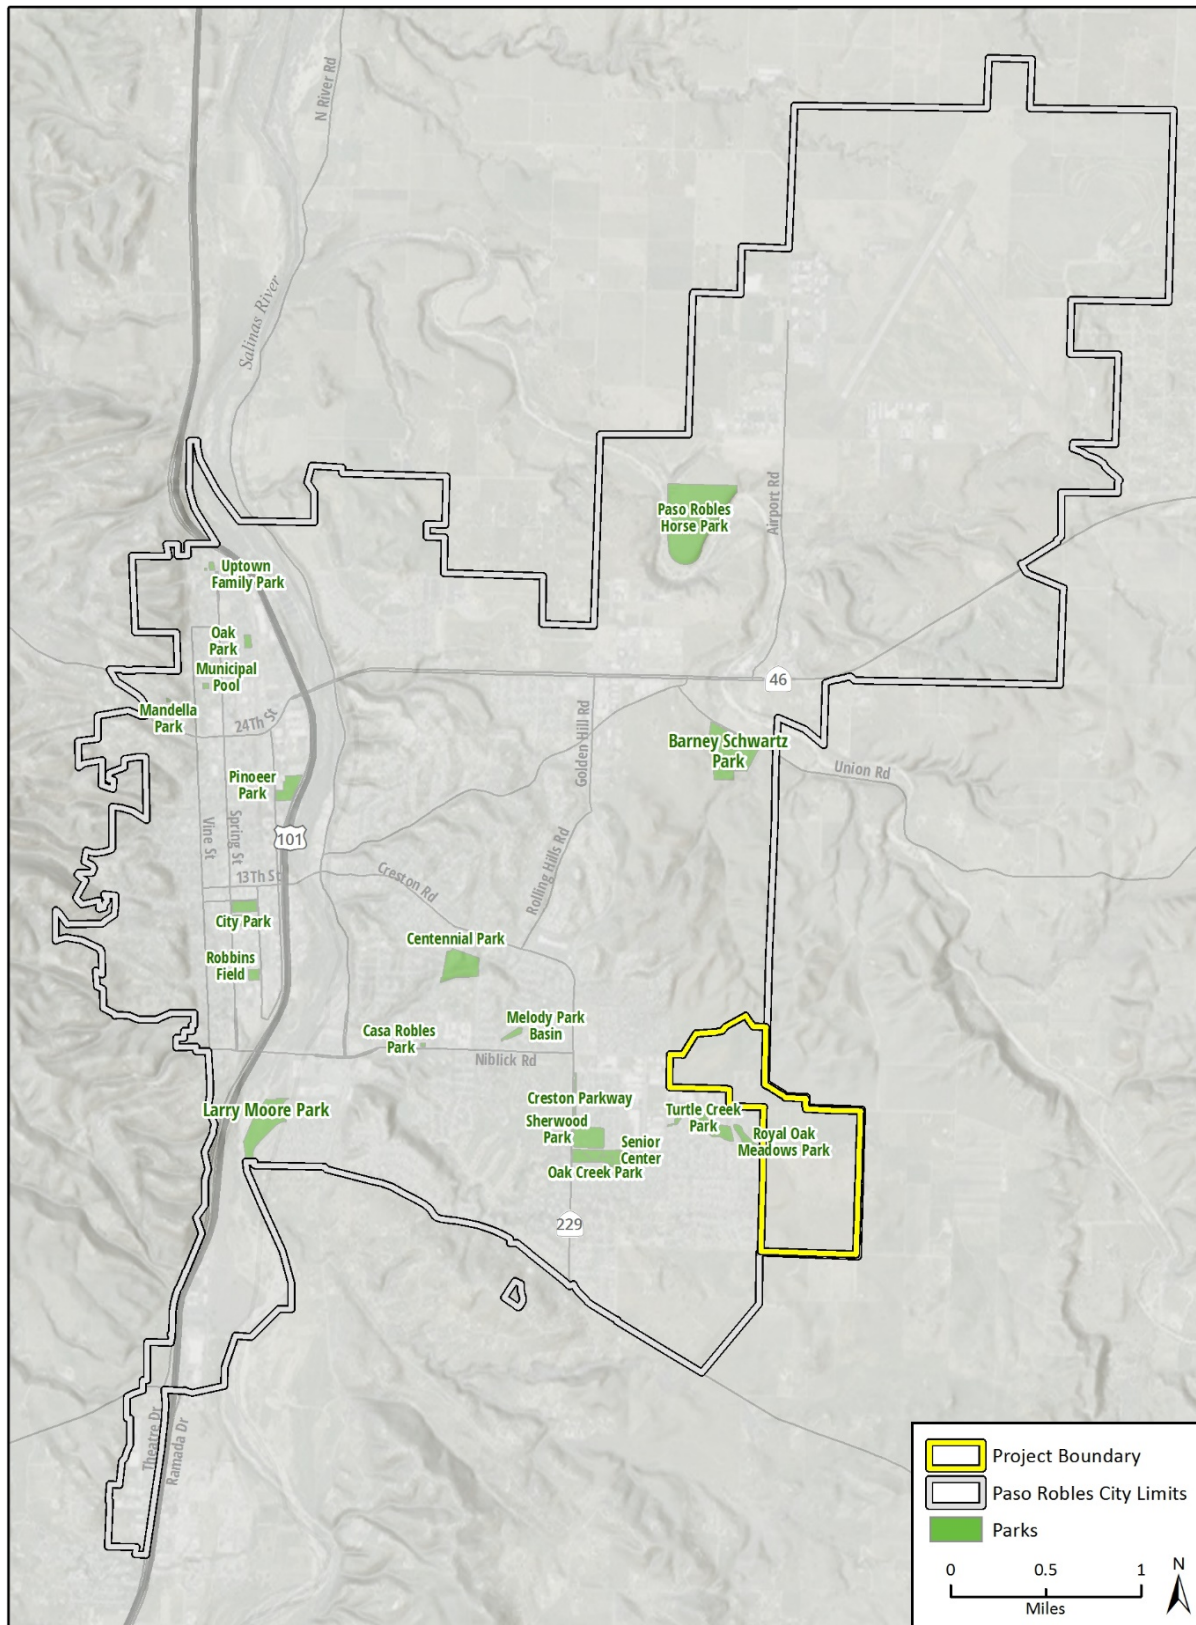 N River Rd
Salinas River
Paso Robles
Horse Park
Airport Rd
Uptown
Family Park
Oak
Park
Municipal
Pool
46
Mandella
Park
24Th St
Golden Hill Rd
Barney Schwartz
Park
Union Rd
Pinoeer
Park
Vine St
Spring St
101
13Th St
Creston Rd
Rolling Hills Rd
City Park
Centennial Park
Robbins
Field
Melody Park
Basin
Casa Robles
Park
Niblick Rd
Larry Moore Park
Creston Parkway
Sherwood
Park
Turtle Creek
Park
Royal Oak
Meadows Park
Senior
Center
Oak Creek Park
229
Theatre Dr
Ramada Dr
Project Boundary
Paso Robles City Limits
Parks
0 0.5 1
Miles
N